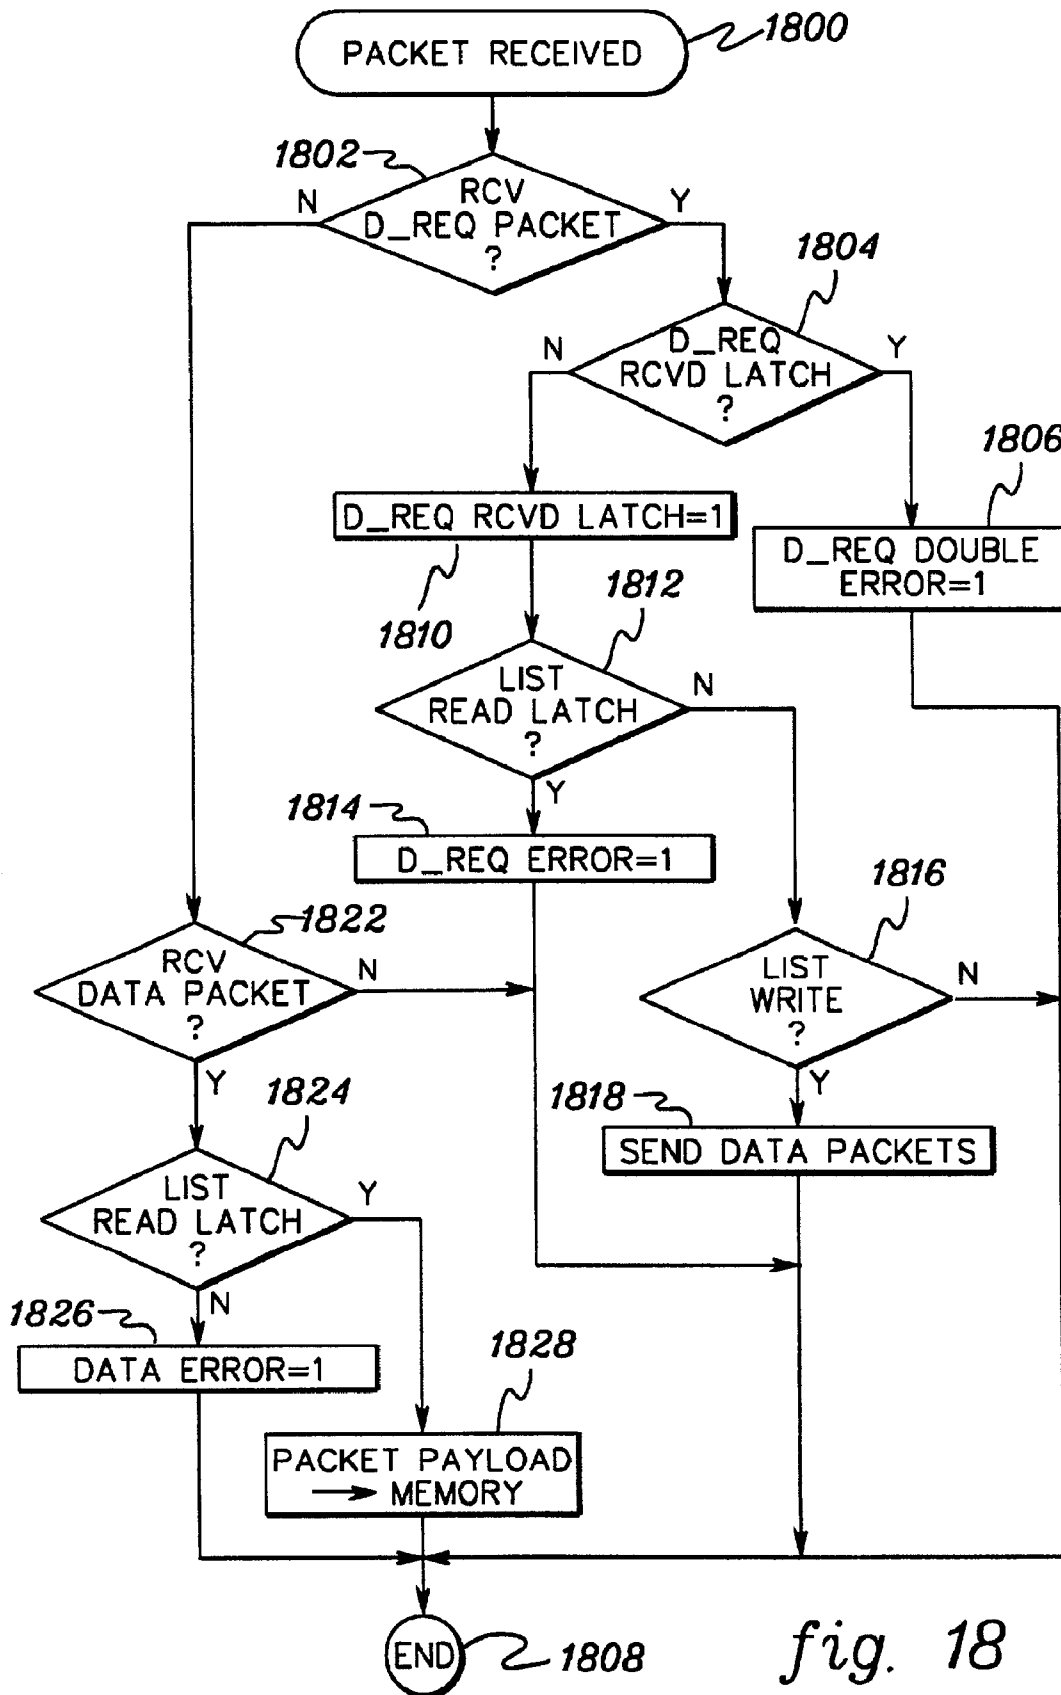 PACKET RECEIVED
1800
1802
RCV
D_REQ PACKET
?
N
Y
1804
D_REQ
RCVD LATCH
?
N
Y
1806
D_REQ RCVD LATCH=1
D_REQ DOUBLE
ERROR=1
1810
1812
LIST
READ LATCH
?
N
Y
1814
D_REQ ERROR=1
1816
1822
RCV
DATA PACKET
?
N
Y
LIST
WRITE
?
N
Y
1818
SEND DATA PACKETS
1824
LIST
READ LATCH
?
Y
N
1826
DATA ERROR=1
1828
PACKET PAYLOAD
→ MEMORY
END
1808
fig. 18